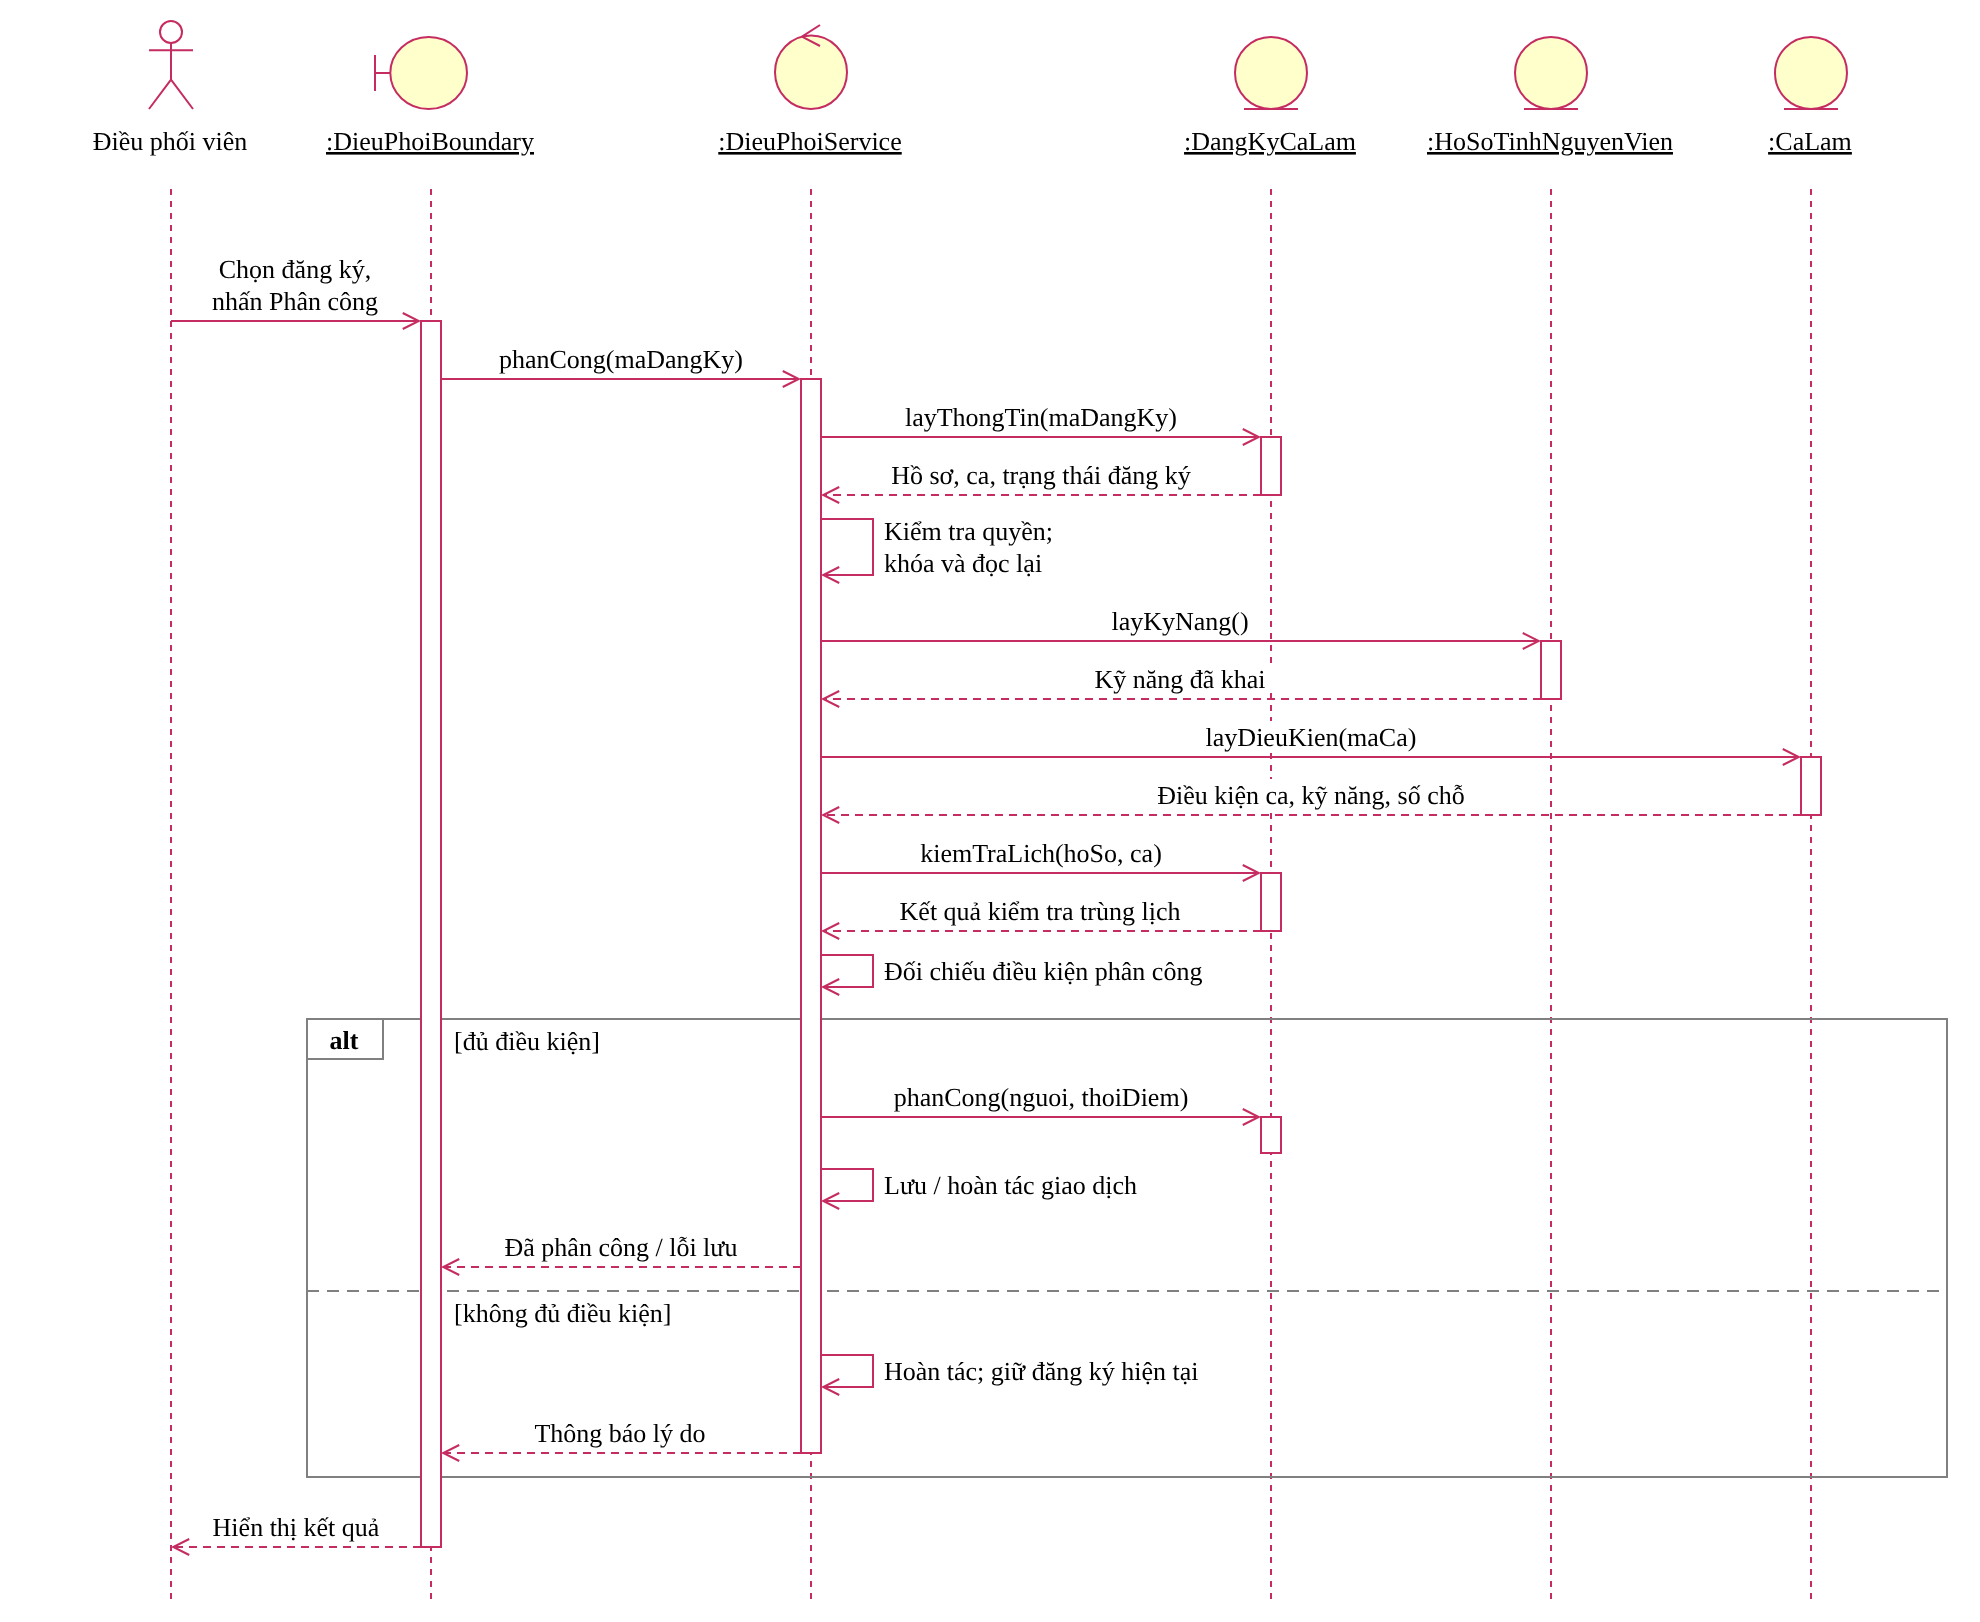 Điều phối viên
:DieuPhoiBoundary
:DieuPhoiService
:DangKyCaLam
:HoSoTinhNguyenVien
:CaLam
Chọn đăng ký,
nhấn Phân công
phanCong(maDangKy)
layThongTin(maDangKy)
Hồ sơ, ca, trạng thái đăng ký
Kiểm tra quyền;
khóa và đọc lại
layKyNang()
Kỹ năng đã khai
layDieuKien(maCa)
Điều kiện ca, kỹ năng, số chỗ
kiemTraLich(hoSo, ca)
Kết quả kiểm tra trùng lịch
Đối chiếu điều kiện phân công
alt
[đủ điều kiện]
phanCong(nguoi, thoiDiem)
Lưu / hoàn tác giao dịch
Đã phân công / lỗi lưu
[không đủ điều kiện]
Hoàn tác; giữ đăng ký hiện tại
Thông báo lý do
Hiển thị kết quả